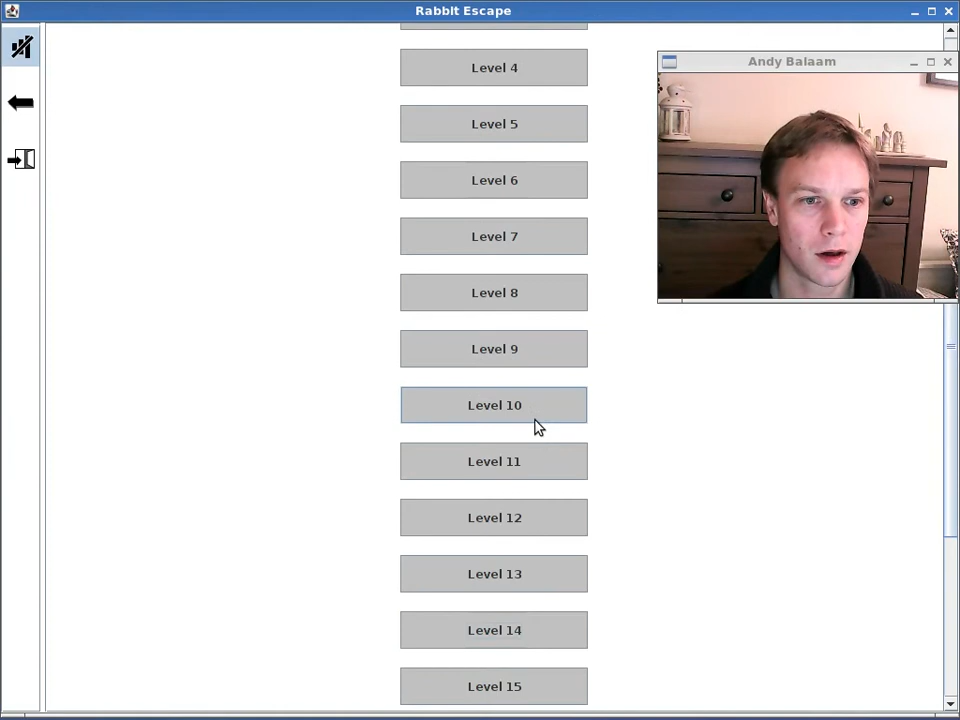 Rabbit Escape
Andy Balaam
Level 4
Level 5
Level 6
Level 7
Level 8
Level 9
Level 10
Level 11
Level 12
Level 13
Level 14
Level 15